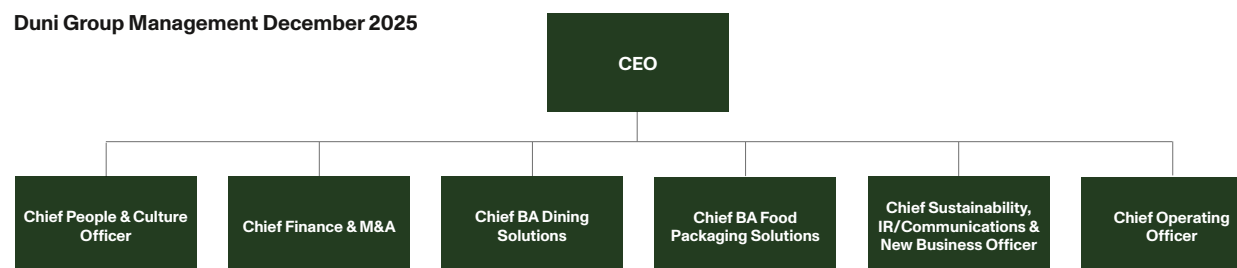 Duni Group Management December 2025
CEO
Chief People & Culture
Officer
Chief Finance & M&A
Chief BA Dining
Solutions
Chief BA Food
Packaging Solutions
Chief Sustainability,
IR/Communications &
New Business Officer
Chief Operating
Officer